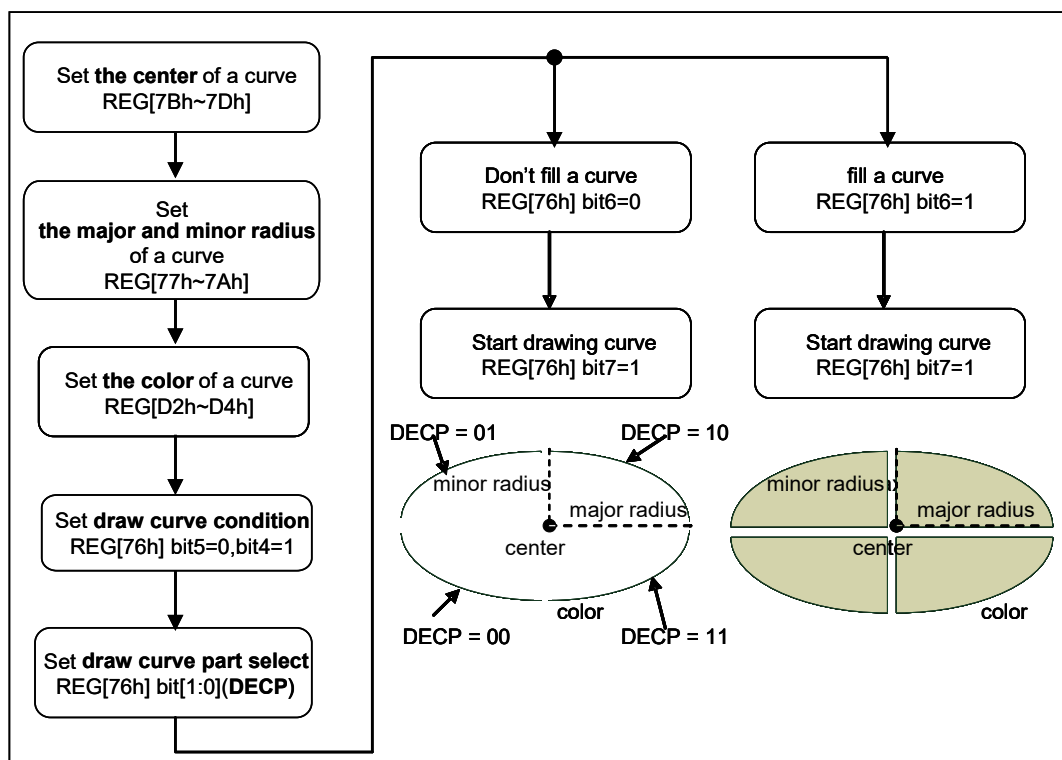 Set the center of a curve
REG[7Bh~7Dh]
Set
the major and minor radius
of a curve
REG[77h~7Ah]
Set the color of a curve
REG[D2h~D4h]
Set draw curve condition
REG[76h] bit5=0,bit4=1
Set draw curve part select
REG[76h] bit[1:0](DECP)
Don't fill a curve
REG[76h] bit6=0
Start drawing curve
REG[76h] bit7=1
fill a curve
REG[76h] bit6=1
Start drawing curve
REG[76h] bit7=1
DECP = 01
DECP = 10
minor radius
major radius
center
color
DECP = 00
DECP = 11
minor radius
major radius
center
color